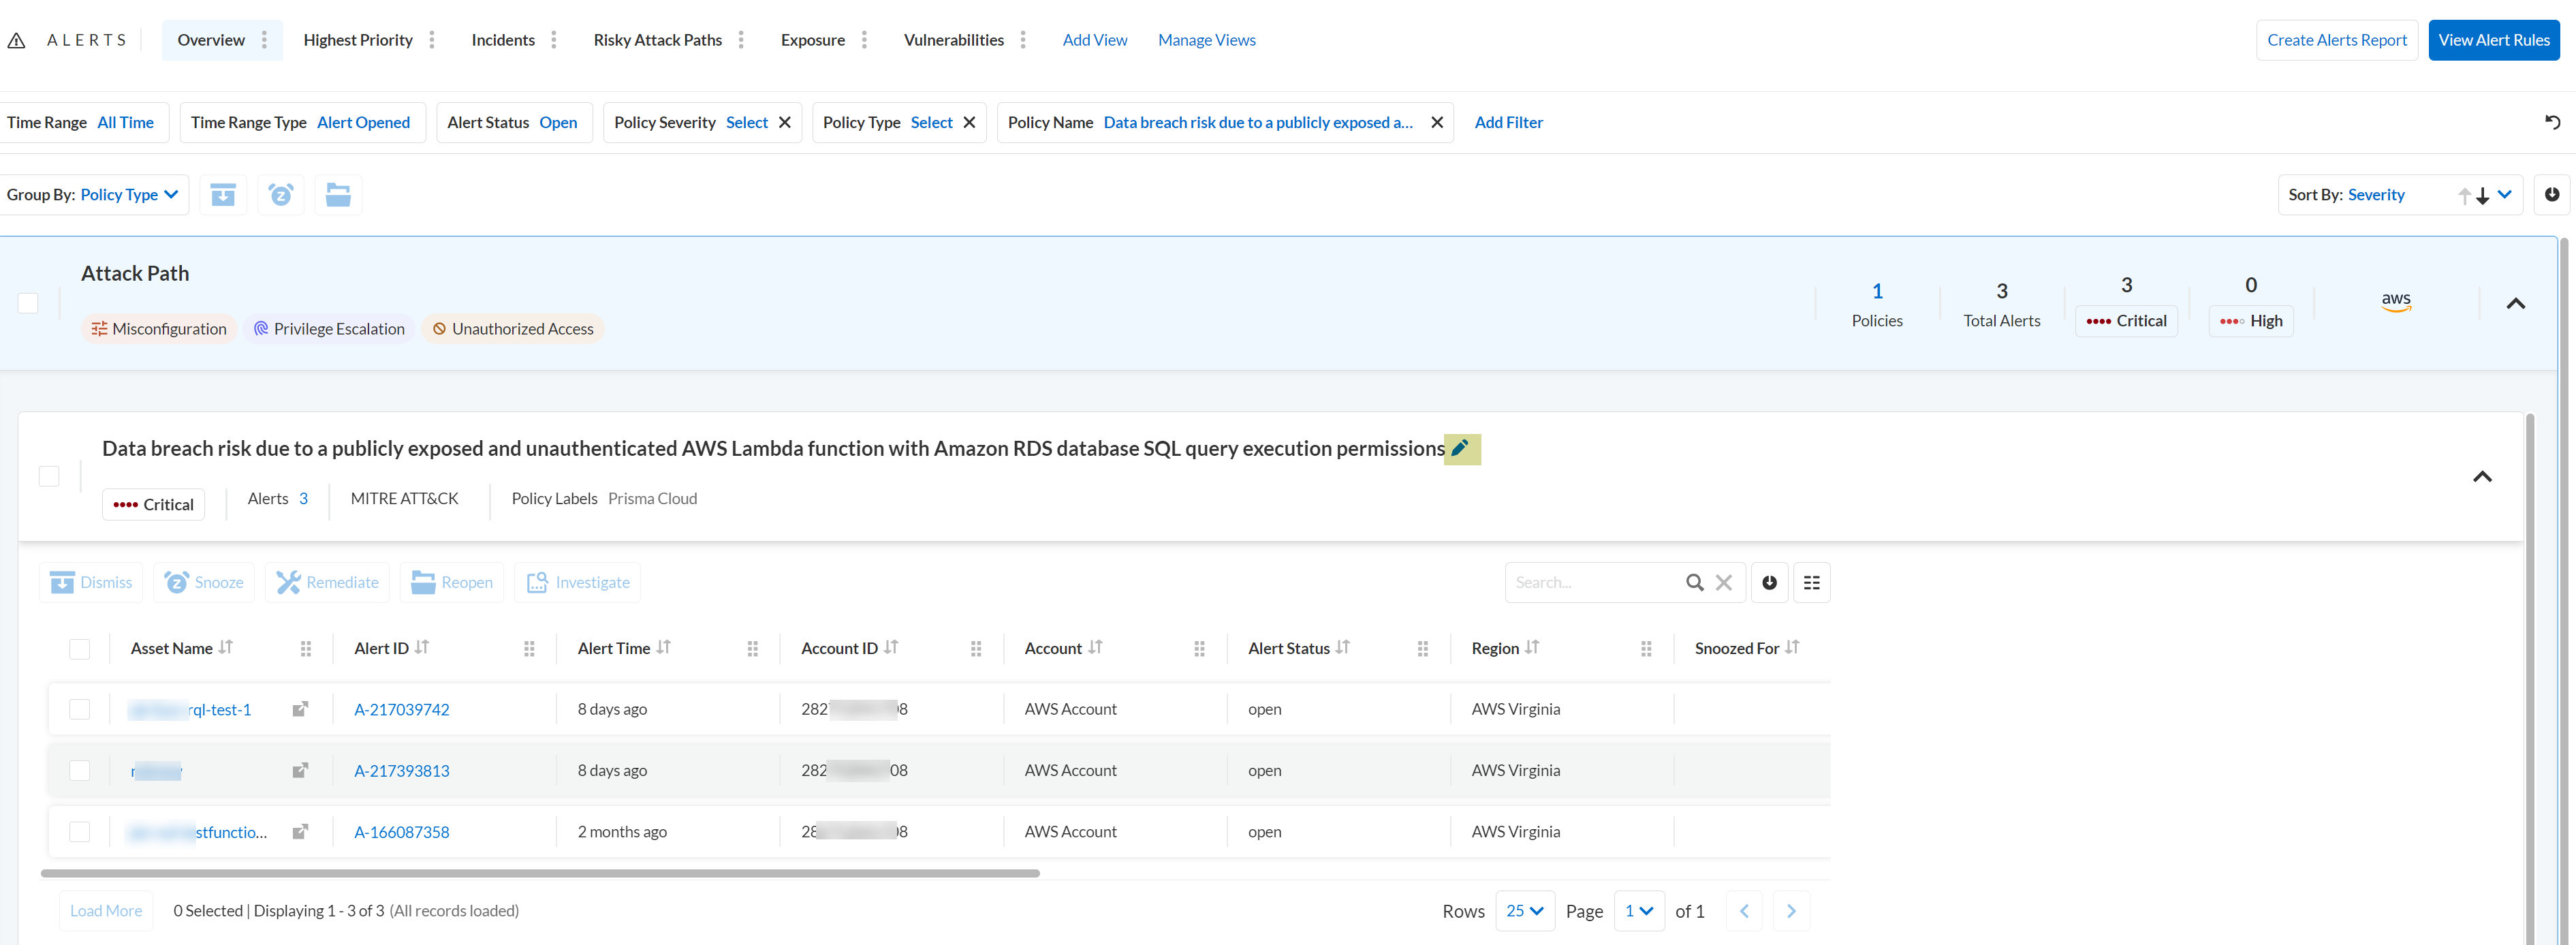 ALERTS Overview Highest Priority Incidents Risky Attack Paths Exposure Vulnerabilities Add View Manage Views Create Alerts Report View Alert Rules
Time Range All Time Time Range Type Alert Opened Alert Status Open Policy Severity Select Policy Type Select Policy Name Data breach risk due to a publicly exposed a... Add Filter
Group By: Policy Type Sort By: Severity
Attack Path
Misconfiguration Privilege Escalation Unauthorized Access
1 Policies
3 Total Alerts
3 Critical
0 High
aws
Data breach risk due to a publicly exposed and unauthenticated AWS Lambda function with Amazon RDS database SQL query execution permissions
Critical Alerts 3 MITRE ATT&CK Policy Labels Prisma Cloud
Dismiss Snooze Remediate Reopen Investigate Search...
Asset Name Alert ID Alert Time Account ID Account Alert Status Region Snoozed For
rql-test-1 A-217039742 8 days ago 282 8 AWS Account open AWS Virginia
A-217393813 8 days ago 282 08 AWS Account open AWS Virginia
stfunctio... A-166087358 2 months ago 28 08 AWS Account open AWS Virginia
Load More 0 Selected | Displaying 1 - 3 of 3 (All records loaded) Rows 25 Page 1 of 1